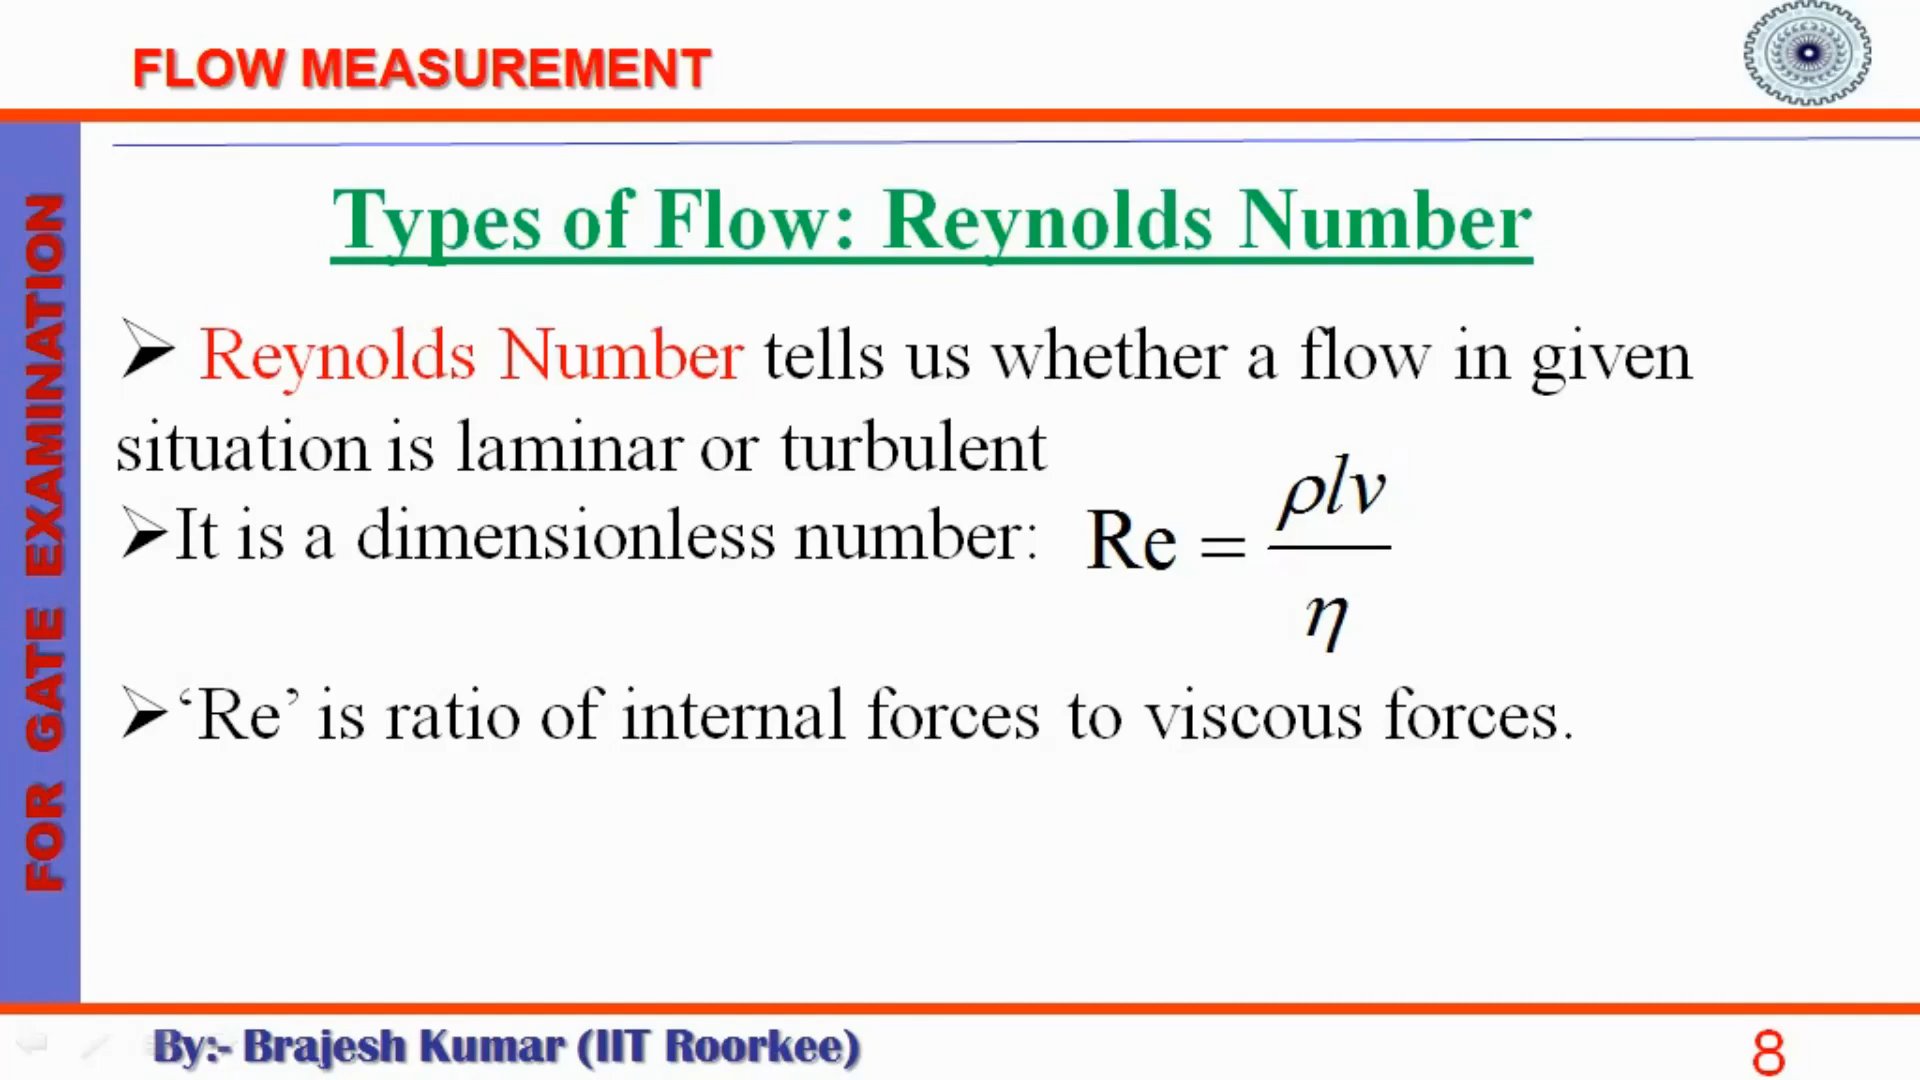 FLOW MEASUREMENT
FOR GATE EXAMINATION
Types of Flow: Reynolds Number
➢ Reynolds Number tells us whether a flow in given
situation is laminar or turbulent
➢It is a dimensionless number: Re = ρlv / η
➢‘Re’ is ratio of internal forces to viscous forces.
By:- Brajesh Kumar (IIT Roorkee)
8